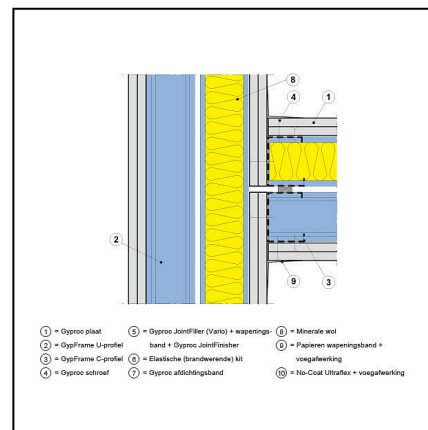 8
4
1
2
9
3
1 = Gyproc plaat
2 = GypFrame U-profiel
3 = GypFrame C-profiel
4 = Gyproc schroef
5 = Gyproc JointFiller (Vario) + wapenings-
band + Gyproc JointFinisher
6 = Elastische (brandwerende) kit
7 = Gyproc afdichtingsband
8 = Minerale wol
9 = Papieren wapeningsband +
voegafwerking
10 = No-Coat Ultraflex + voegafwerking